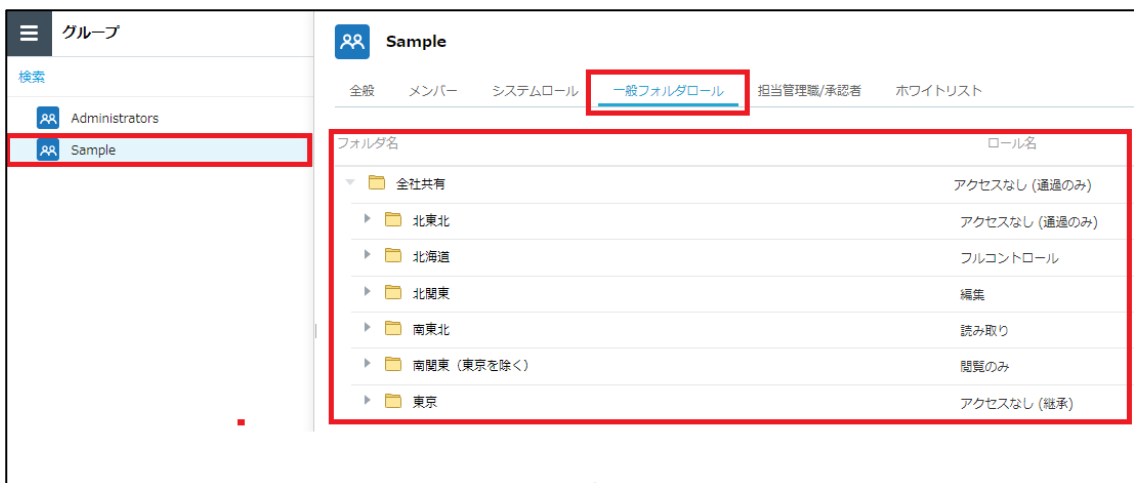 グループ
検索
Administrators
Sample
Sample
全般 メンバー システムロール 一般フォルダロール 担当管理職/承認者 ホワイトリスト
フォルダ名 ロール名
全社共有 アクセスなし (通過のみ)
北東北 アクセスなし (通過のみ)
北海道 フルコントロール
北関東 編集
南東北 読み取り
南関東（東京を除く）閲覧のみ
東京 アクセスなし (継承)